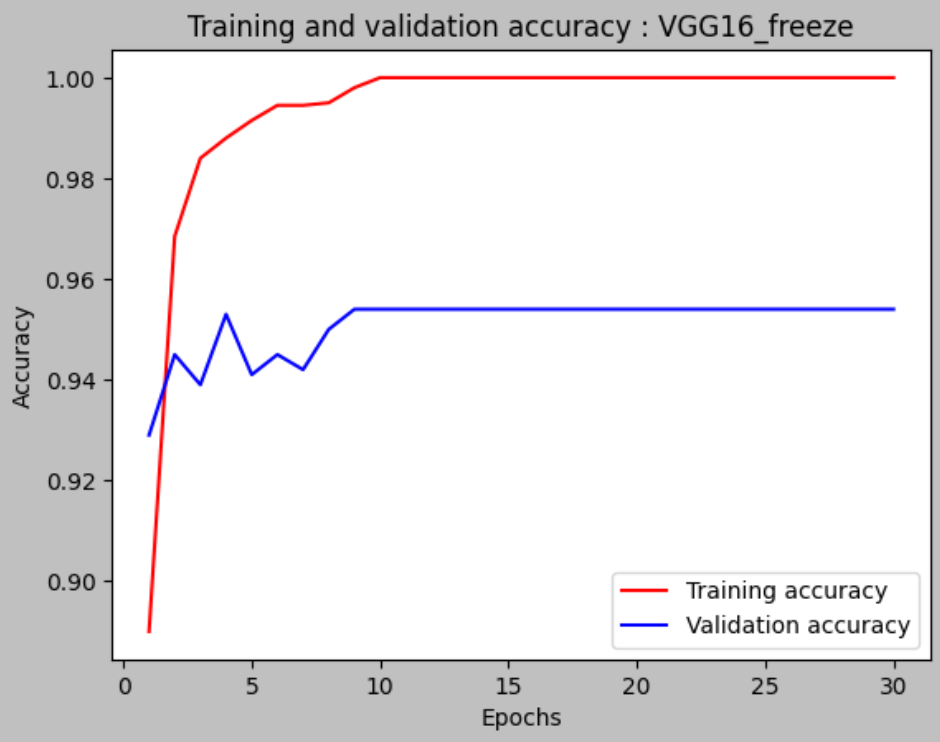 Training and validation accuracy : VGG16_freeze
1.00
0.98
0.96
0.94
0.92
0.90
Accuracy
Training accuracy
Validation accuracy
0 5 10 15 20 25 30
Epochs